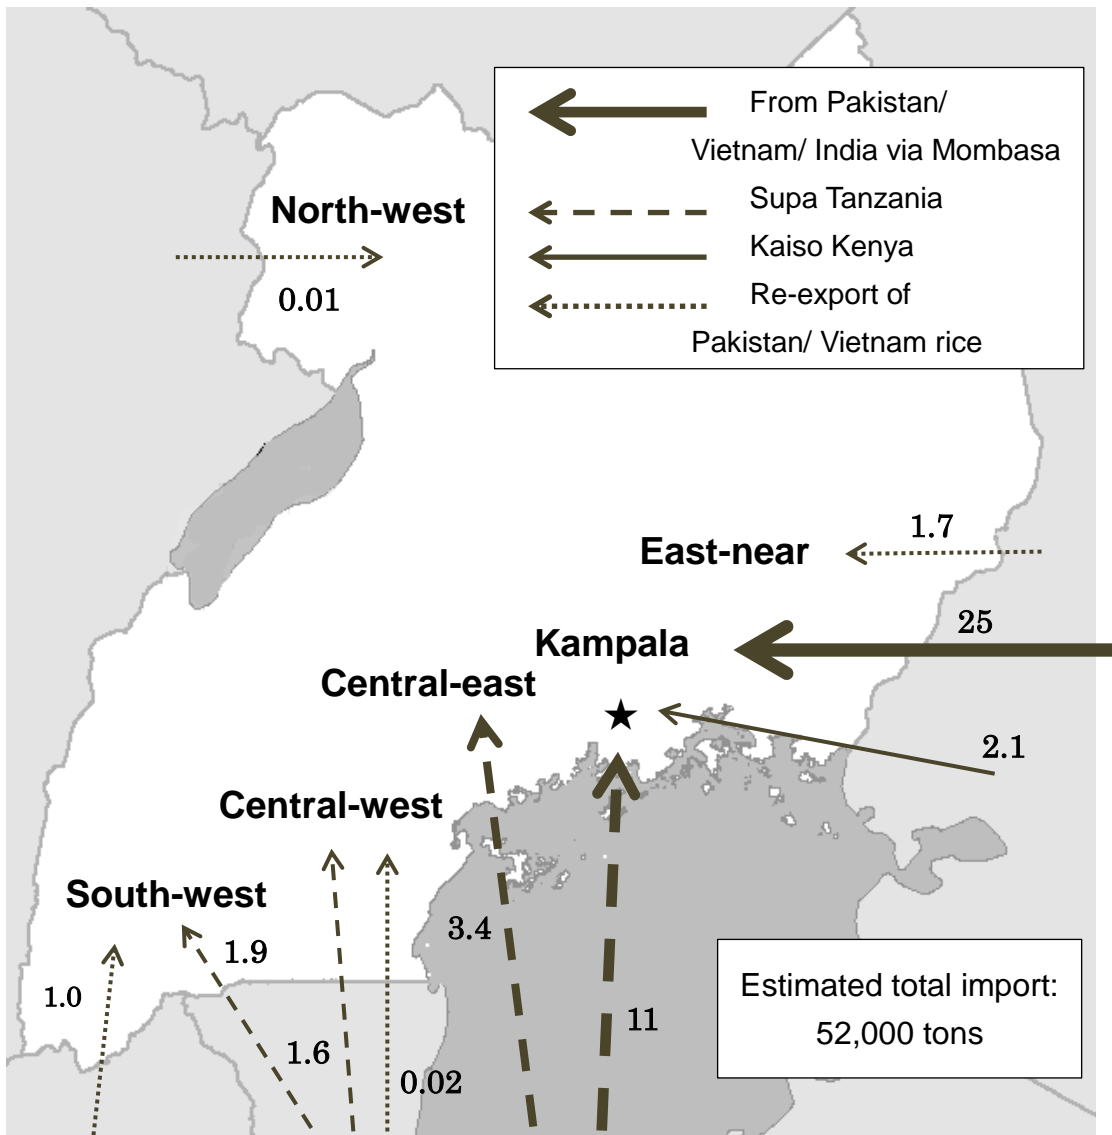 From Pakistan/
Vietnam/ India via Mombasa
Supa Tanzania
Kaiso Kenya
Re-export of
Pakistan/ Vietnam rice
North-west
0.01
1.7
East-near
25
Kampala
Central-east
2.1
Central-west
South-west
3.4
1.9
1.0
11
1.6
0.02
Estimated total import:
52,000 tons